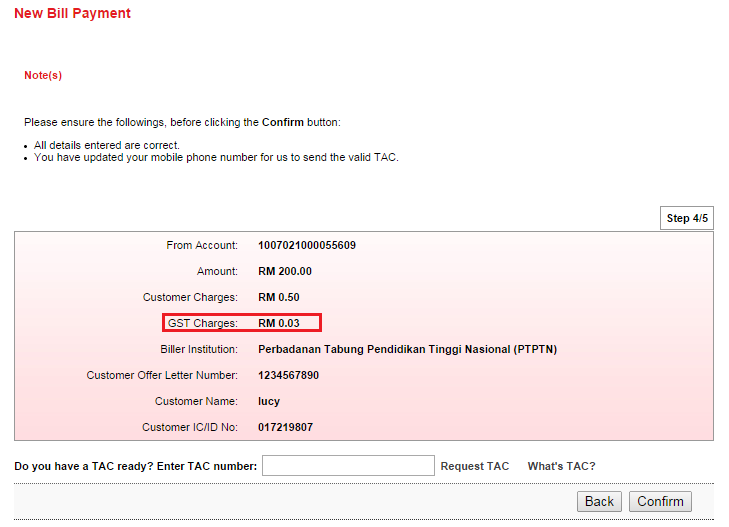 New Bill Payment
Note(s)
Please ensure the followings, before clicking the Confirm button:
• All details entered are correct.
• You have updated your mobile phone number for us to send the valid TAC.
Step 4/5
From Account: 1007021000055609
Amount: RM 200.00
Customer Charges: RM 0.50
GST Charges: RM 0.03
Biller Institution: Perbadanan Tabung Pendidikan Tinggi Nasional (PTPTN)
Customer Offer Letter Number: 1234567890
Customer Name: lucy
Customer IC/ID No: 017219807
Do you have a TAC ready? Enter TAC number: Request TAC What's TAC?
Back Confirm